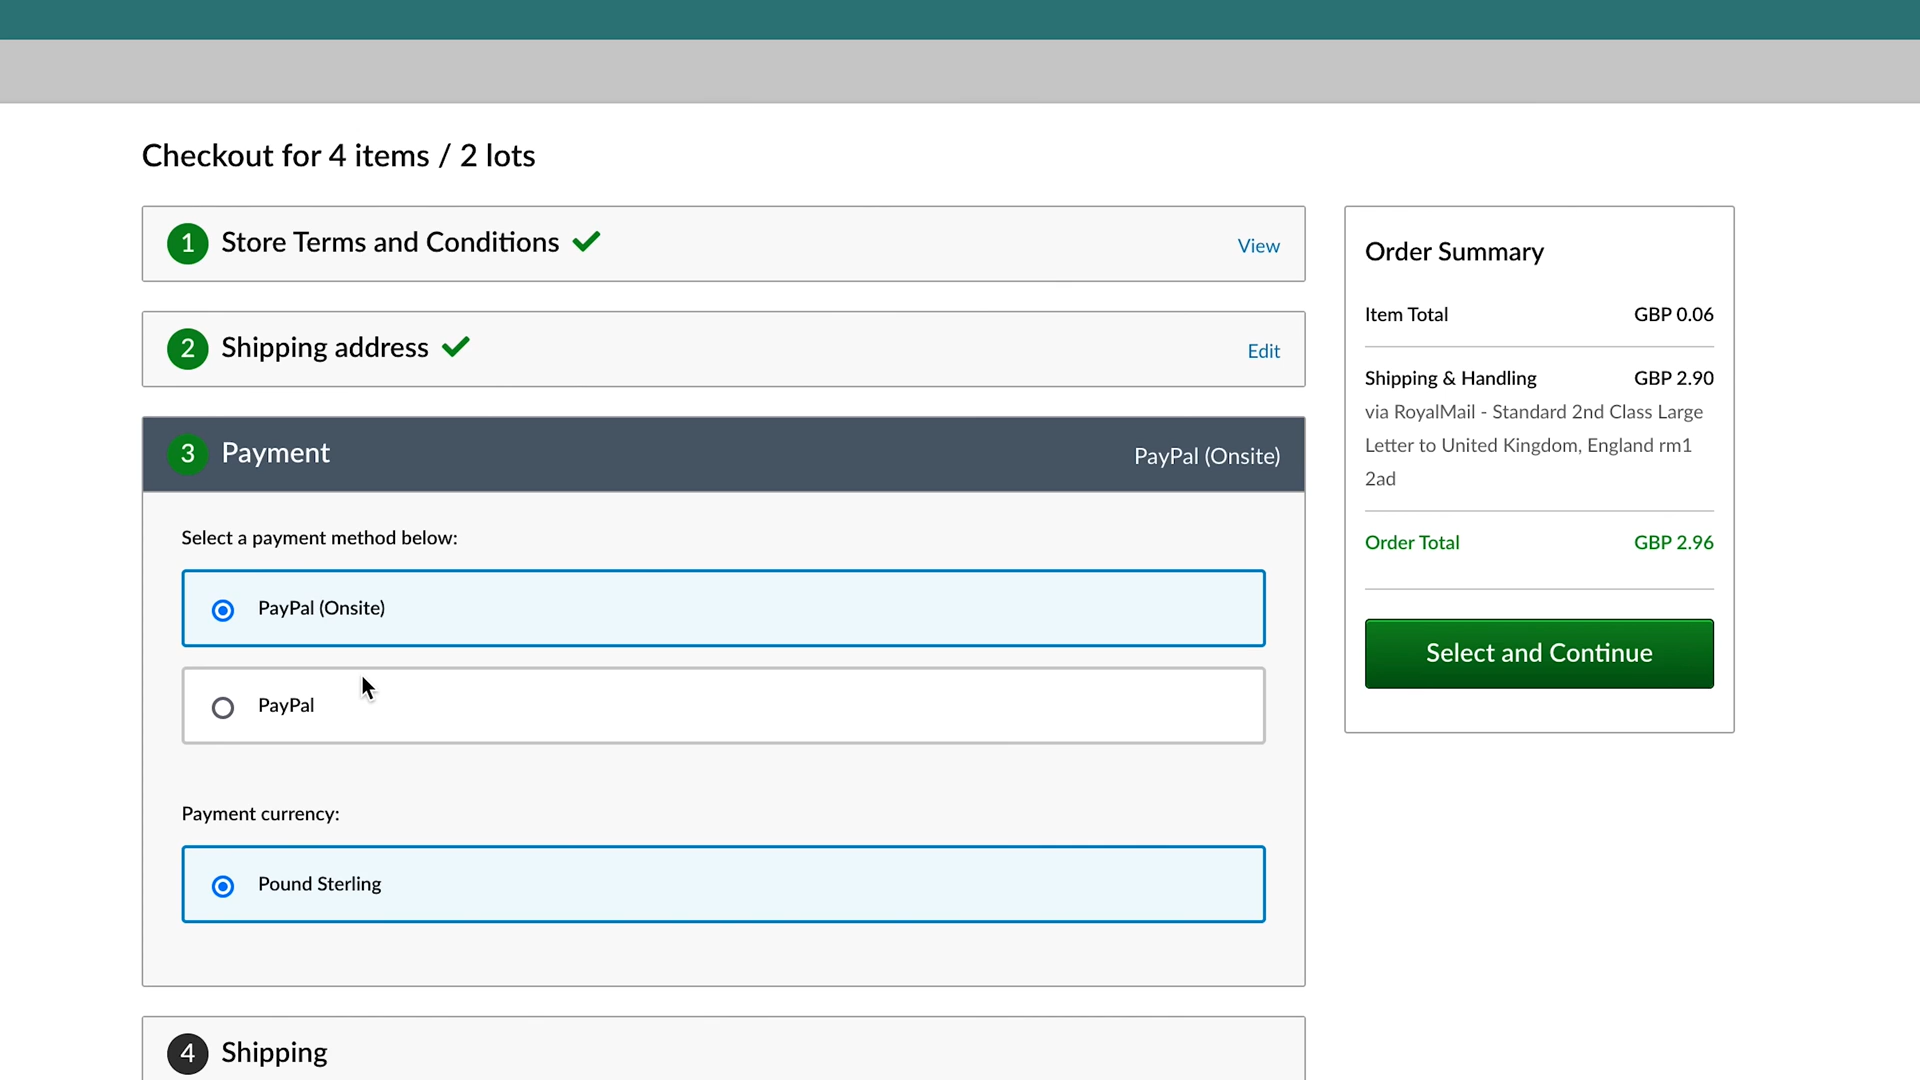 Checkout for 4 items / 2 lots
1 Store Terms and Conditions
View
2 Shipping address
Edit
3 Payment
PayPal (Onsite)
Select a payment method below:
PayPal (Onsite)
PayPal
Payment currency:
Pound Sterling
4 Shipping
Order Summary
Item Total GBP 0.06
Shipping & Handling GBP 2.90
via RoyalMail - Standard 2nd Class Large
Letter to United Kingdom, England rm1
2ad
Order Total GBP 2.96
Select and Continue